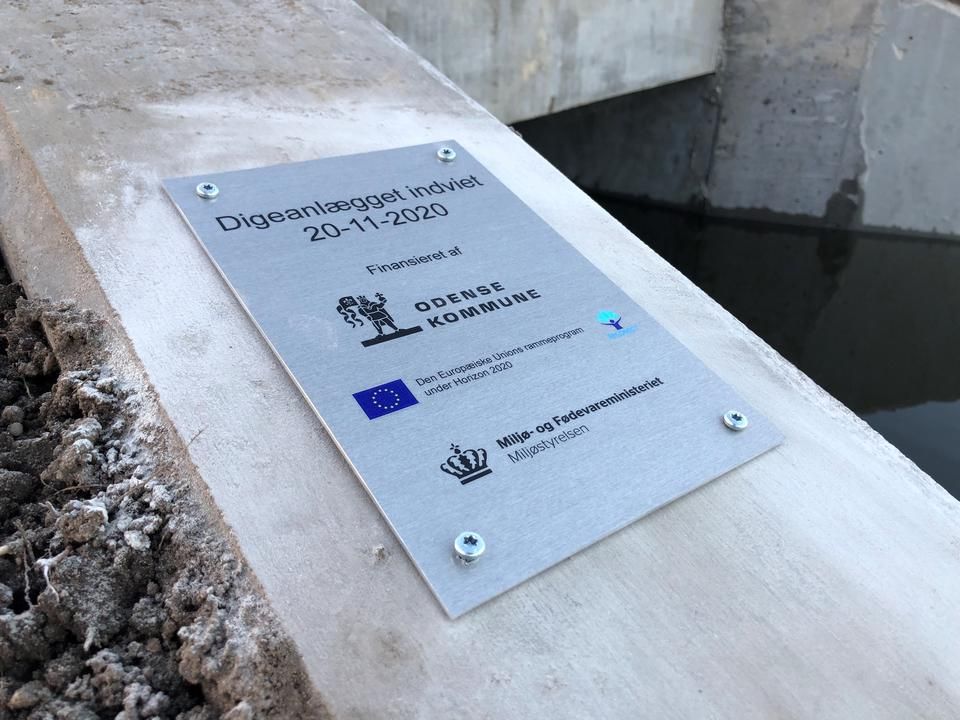 Digeanlægget indviet
20-11-2020
Finansieret af
ODENSE
KOMMUNE
Den Europæiske Unions rammeprogram
under Horizon 2020
Miljø- og Fødevareministeriet
Miljøstyrelsen